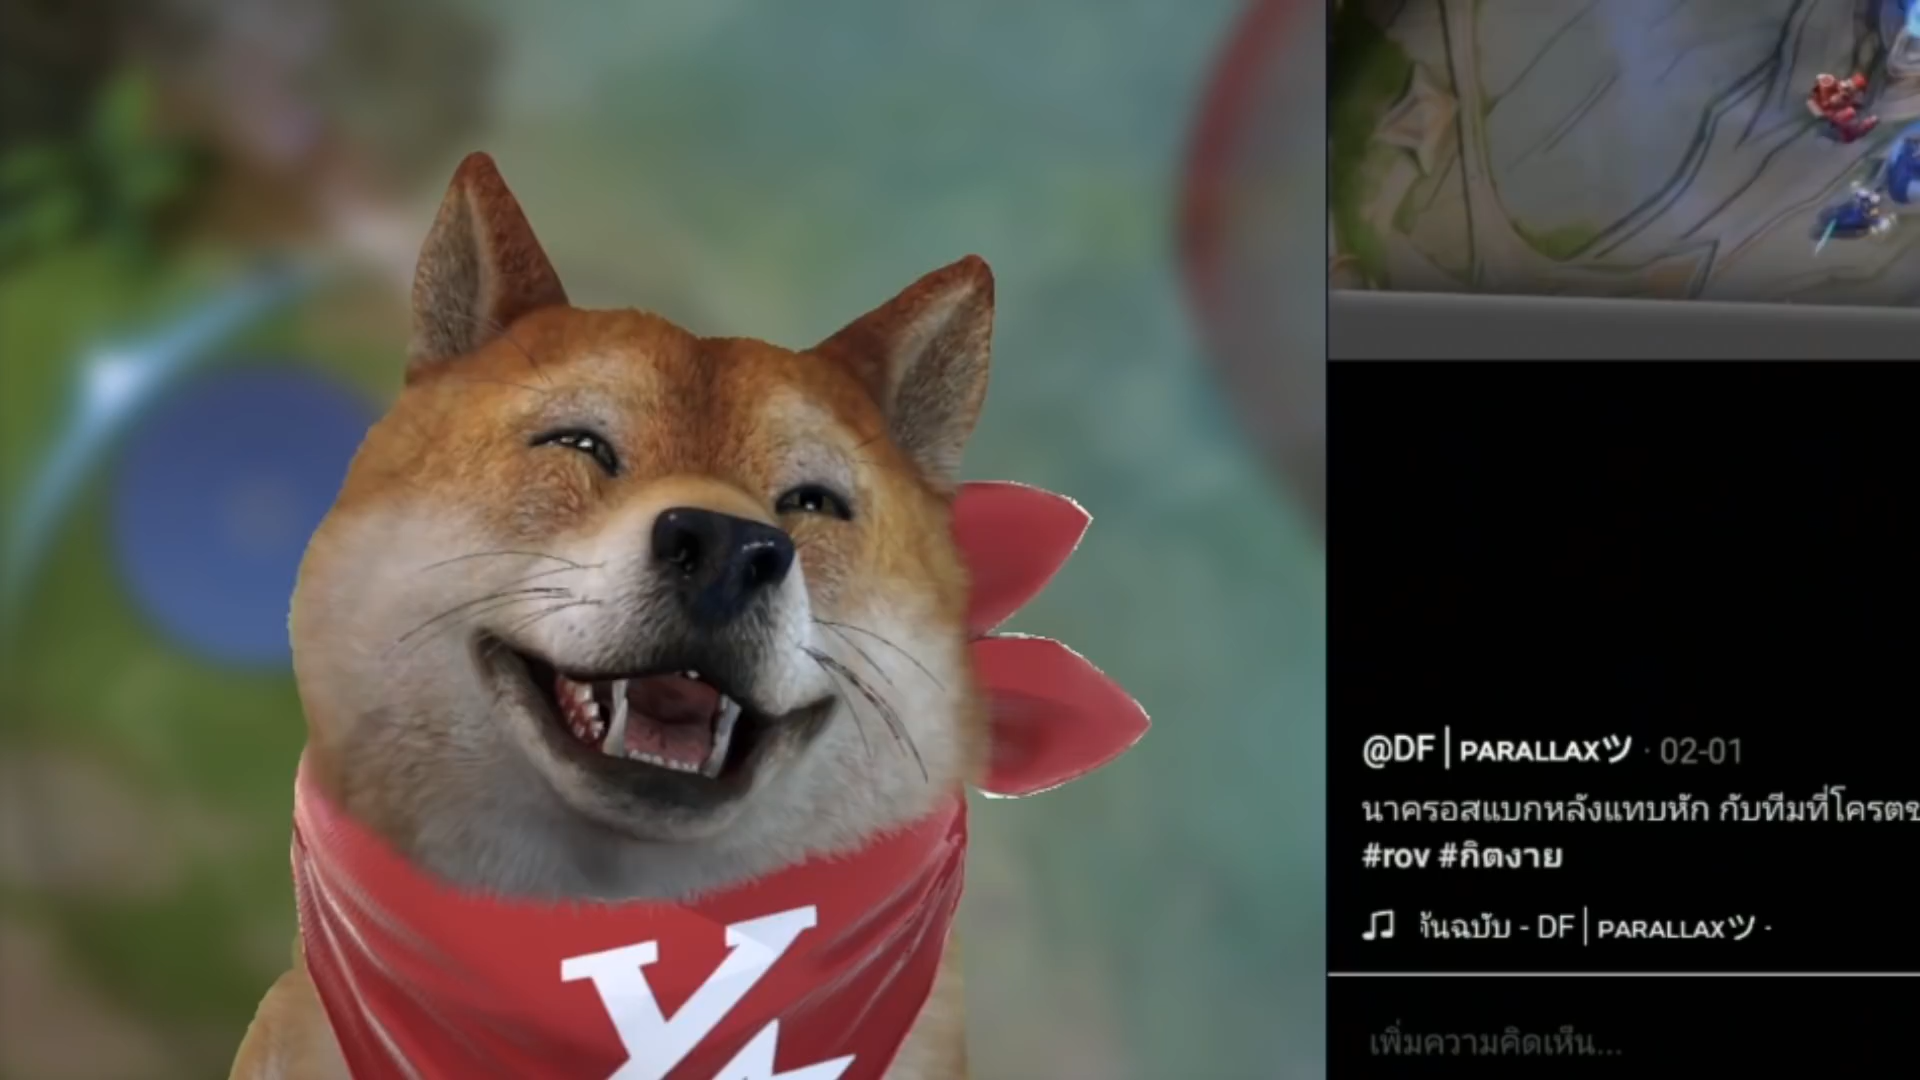 @DF | PARALLAXツ · 02-01
นาครอสแบกหลังแทบหัก กับทีมที่โครตช
#rov #กิตงาย
ันฉบับ - DF | PARALLAXツ -
เพิ่มความคิดเห็น...